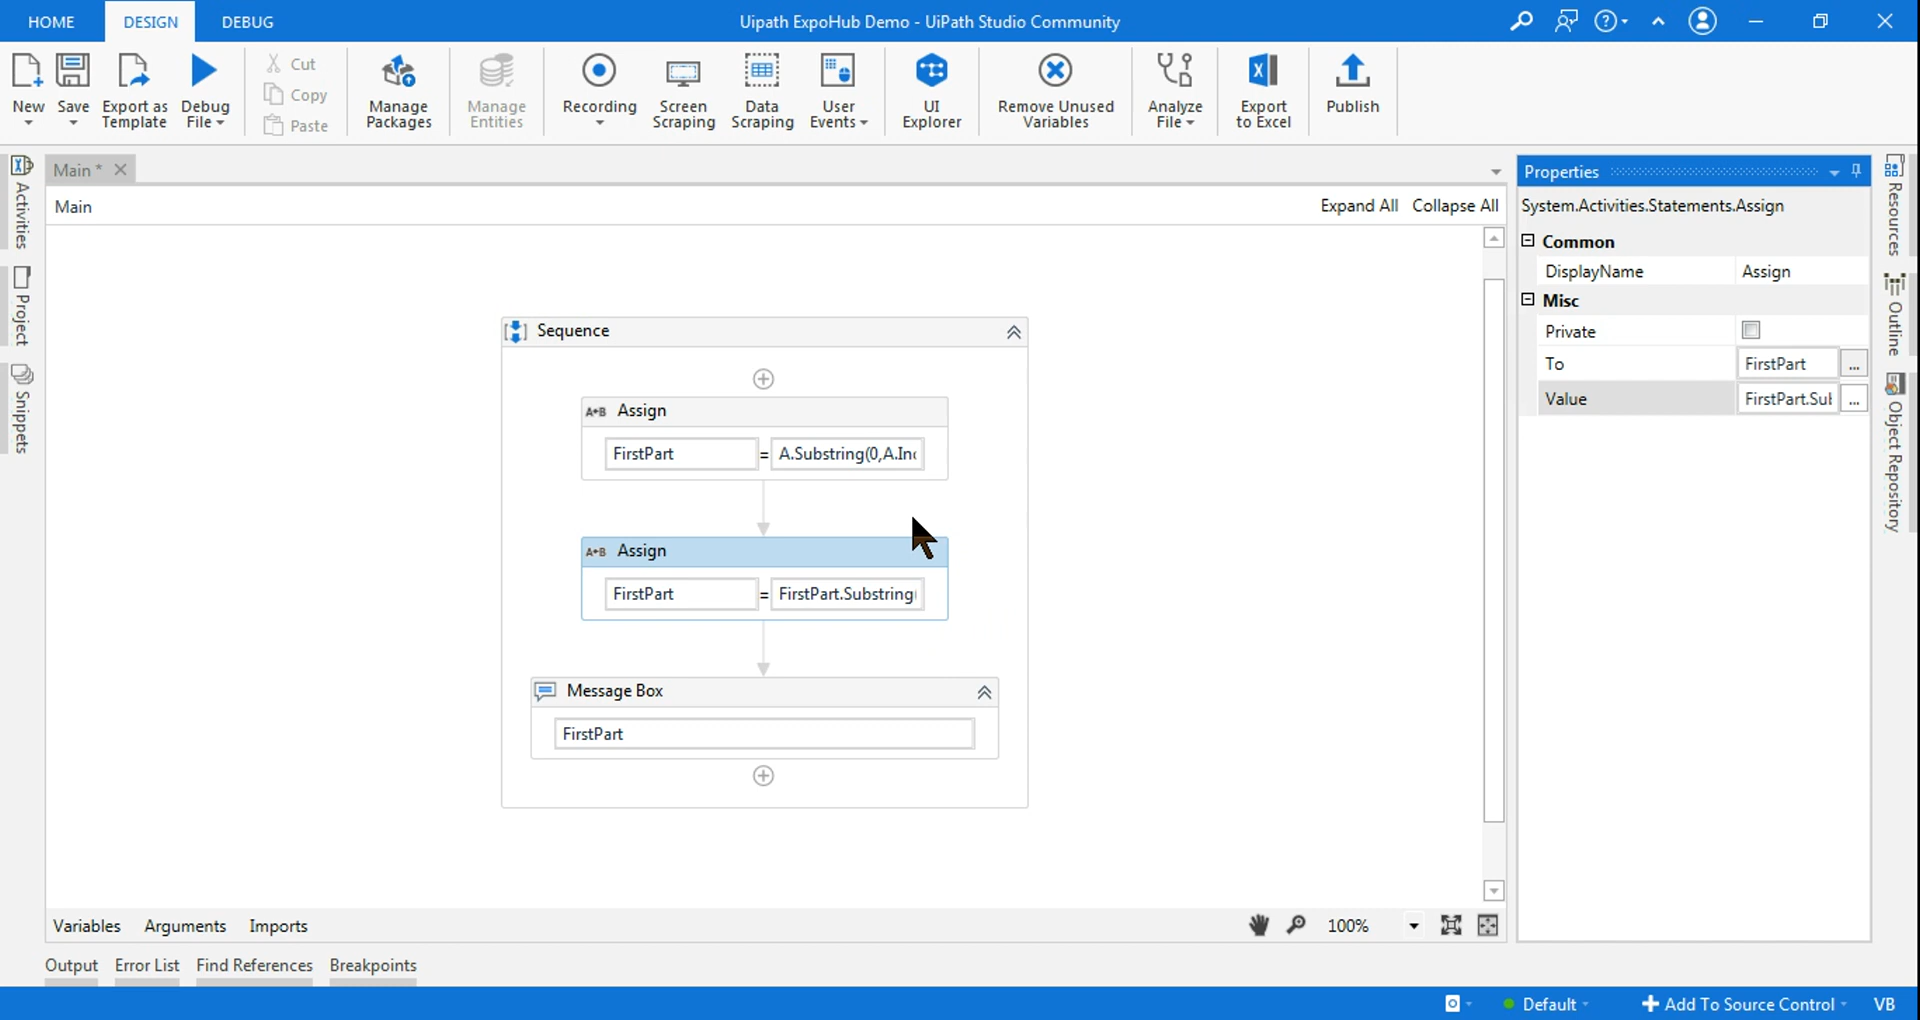 HOME DESIGN DEBUG Uipath ExpoHub Demo - UiPath Studio Community
New Save Export as Template Debug File Cut Copy Paste Manage Packages Manage Entities Recording Screen Scraping Data Scraping User Events UI Explorer Remove Unused Variables Analyze File Export to Excel Publish
Main *
Main Expand All Collapse All
Activities
Project
Snippets
Sequence
A+B Assign
FirstPart = A.Substring(0,A.Inc
A+B Assign
FirstPart = FirstPart.Substring(
Message Box
FirstPart
Properties
System.Activities.Statements.Assign
Common
DisplayName Assign
Misc
Private
To FirstPart ...
Value FirstPart.Sul ...
Resources
Outline
Object Repository
Variables Arguments Imports 100%
Output Error List Find References Breakpoints
Default Add To Source Control VB